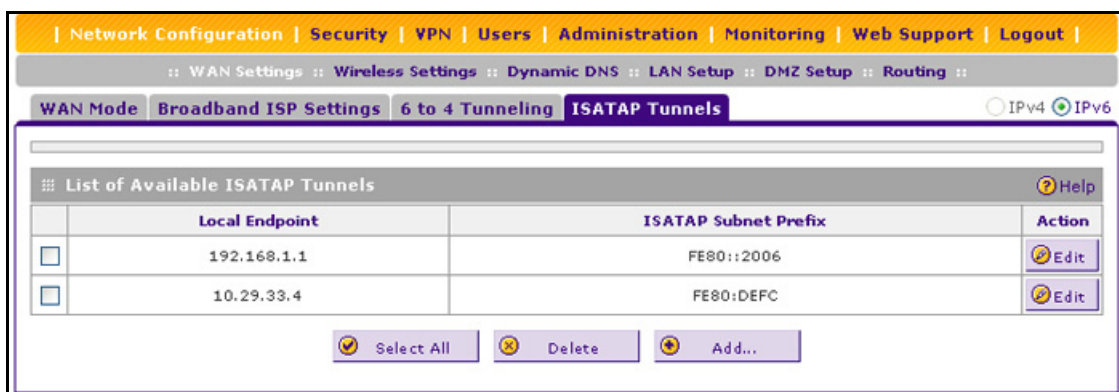 | Network Configuration | Security | VPN | Users | Administration | Monitoring | Web Support | Logout |
:: WAN Settings :: Wireless Settings :: Dynamic DNS :: LAN Setup :: DMZ Setup :: Routing ::
WAN Mode Broadband ISP Settings 6 to 4 Tunneling ISATAP Tunnels IPv4 IPv6
List of Available ISATAP Tunnels Help
Local Endpoint ISATAP Subnet Prefix Action
192.168.1.1 FE80::2006 Edit
10.29.33.4 FE80:DEFC Edit
Select All Delete Add...